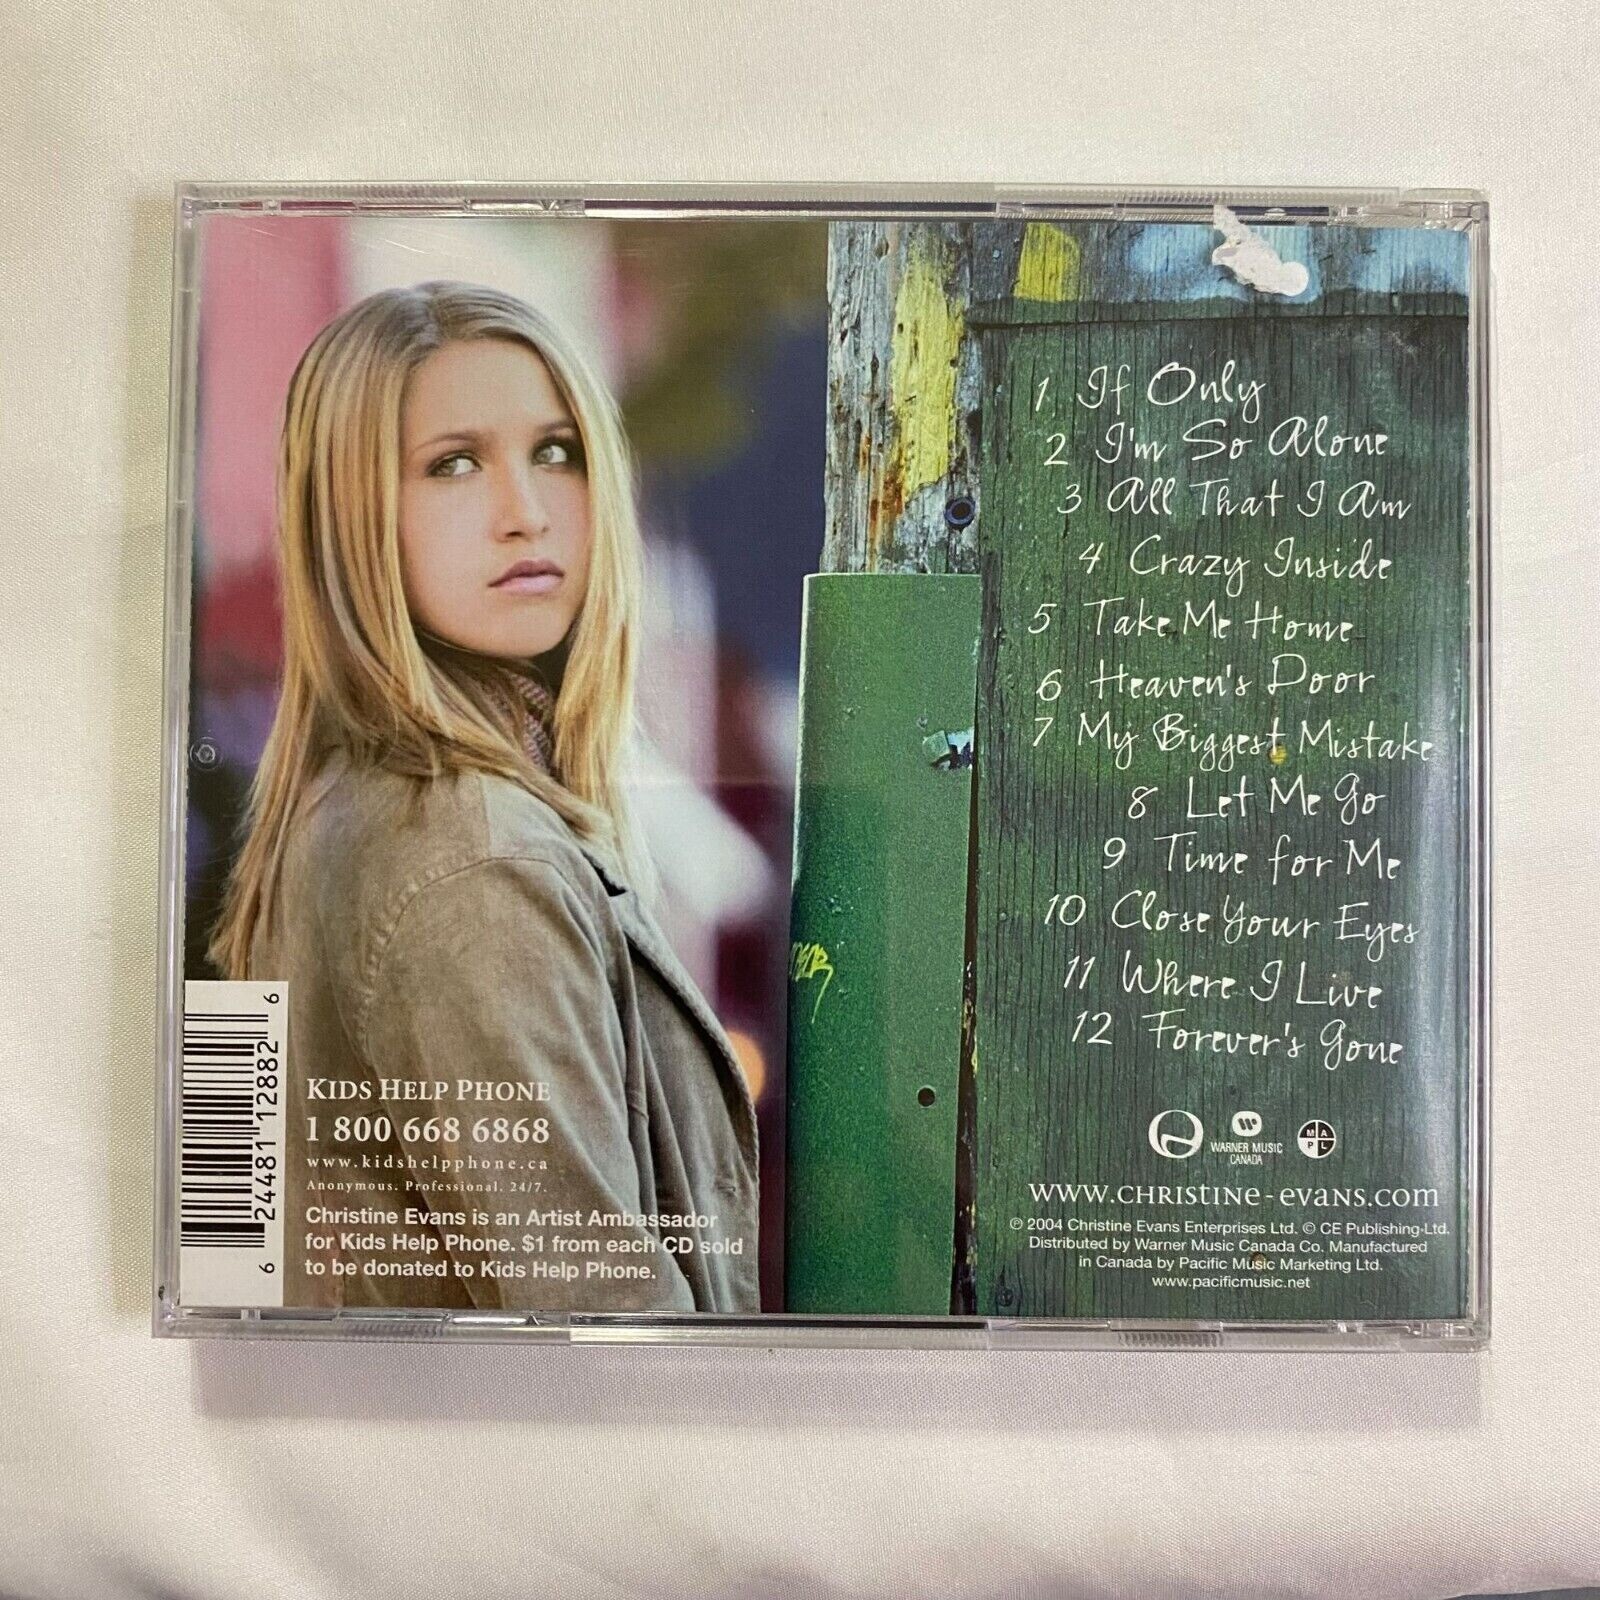 1 If Only
2 I'm So Alone
3 All That I Am
4 Crazy Inside
5 Take Me Home
6 Heaven's Door
7 My Biggest Mistake
8 Let Me Go
9 Time for Me
10 Close Your Eyes
11 Where I Live
12 Forever's Gone
6 24481 12882 6
KIDS HELP PHONE
1 800 668 6868
www.kidshelpphone.ca
Anonymous. Professional. 24/7.
Christine Evans is an Artist Ambassador
for Kids Help Phone. $1 from each CD sold
to be donated to Kids Help Phone.
WARNER MUSIC
CANADA
M A
P L
www.christine-evans.com
℗ 2004 Christine Evans Enterprises Ltd. © CE Publishing Ltd.
Distributed by Warner Music Canada Co. Manufactured
in Canada by Pacific Music Marketing Ltd.
www.pacificmusic.net